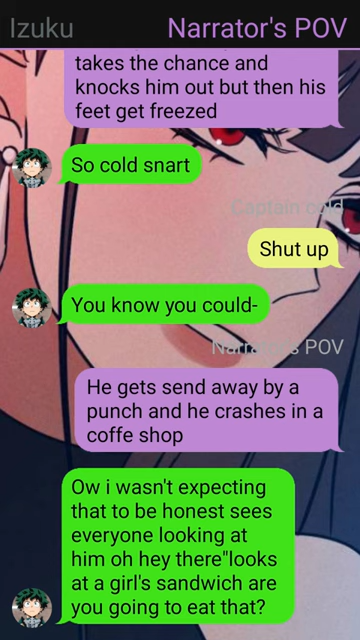 Izuku
Narrator's POV
takes the chance and
knocks him out but then his
feet get freezed
So cold snart
Captain cold
Shut up
You know you could-
Narrator's POV
He gets send away by a
punch and he crashes in a
coffe shop
Ow i wasn't expecting
that to be honest sees
everyone looking at
him oh hey there"looks
at a girl's sandwich are
you going to eat that?